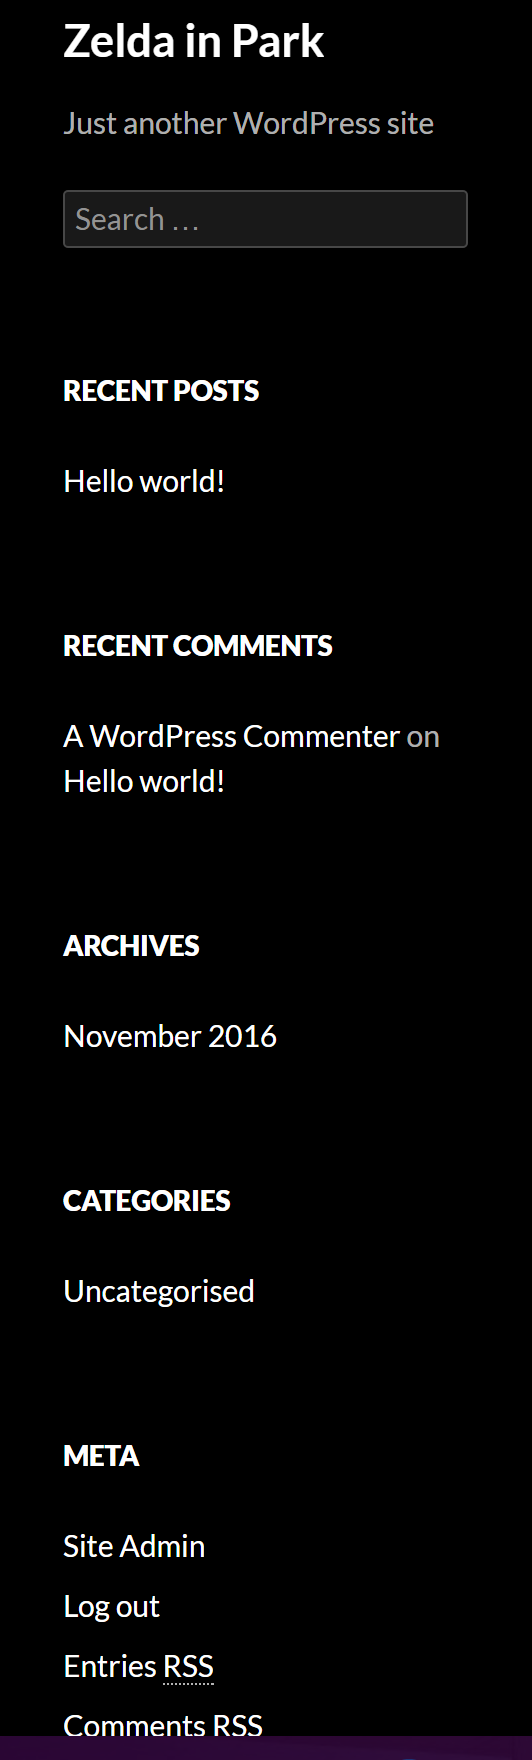 Zelda in Park
Just another WordPress site
Search …
RECENT POSTS
Hello world!
RECENT COMMENTS
A WordPress Commenter on
Hello world!
ARCHIVES
November 2016
CATEGORIES
Uncategorised
META
Site Admin
Log out
Entries RSS
Comments RSS